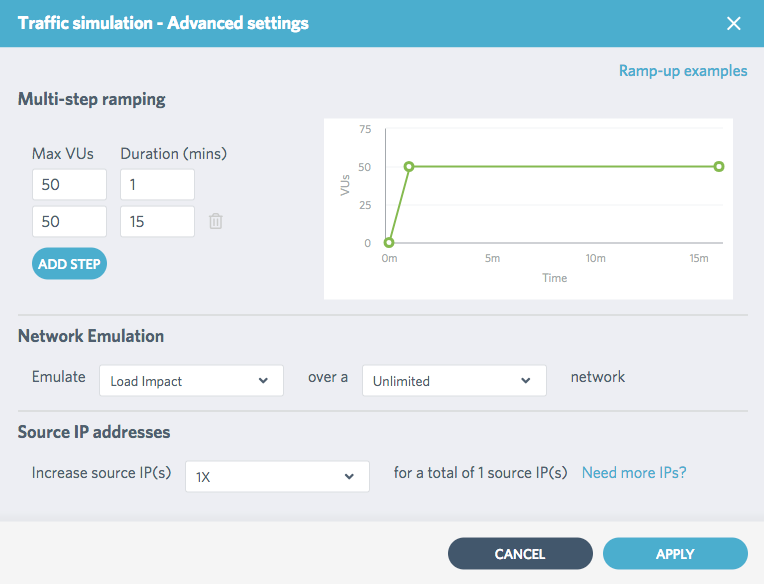 Traffic simulation - Advanced settings
Ramp-up examples
Multi-step ramping
Max VUs Duration (mins)
50 1
50 15
ADD STEP
75
50
25
0
VUs
0m 5m 10m 15m
Time
Network Emulation
Emulate Load Impact over a Unlimited network
Source IP addresses
Increase source IP(s) 1X for a total of 1 source IP(s) Need more IPs?
CANCEL APPLY